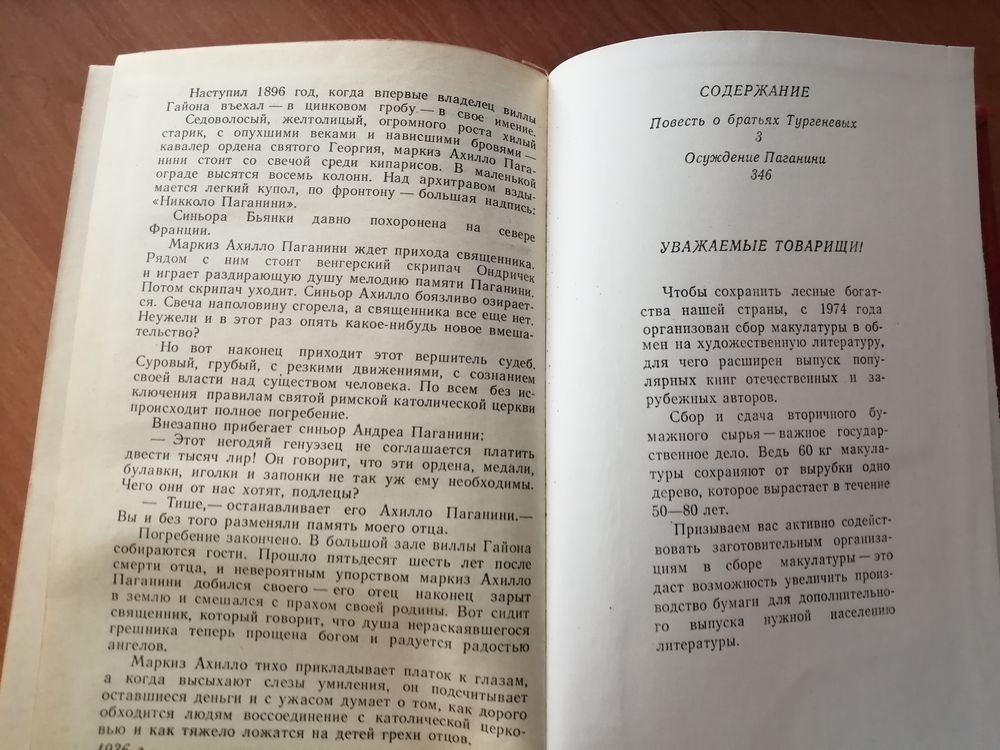 Наступил 1896 год, когда впервые владелец виллы
Гайона въехал — в цинковом гробу — в свое имение.
Седоволосый, желтолицый, огромного роста хилый
старик, с опухшими веками и нависшими бровями —
кавалер ордена святого Георгия, маркиз Ахилло Пага-
нини стоит со свечой среди кипарисов. В маленькой
ограде высятся восемь колонн. Над архитравом взды-
мается легкий купол, по фронтону — большая надпись:
«Никколо Паганини».
Синьора Бьянки давно похоронена на севере
Франции.
Маркиз Ахилло Паганини ждет прихода священника.
Рядом с ним стоит венгерский скрипач Ондричек
и играет раздирающую душу мелодию памяти Паганини.
Потом скрипач уходит. Синьор Ахилло боязливо озирает-
ся. Свеча наполовину сгорела, а священника все еще нет.
Неужели и в этот раз опять какое-нибудь новое вмеша-
тельство?
Но вот наконец приходит этот вершитель судеб.
Суровый, грубый, с резкими движениями, с сознанием
своей власти над существом человека. По всем без ис-
ключения правилам святой римской католической церкви
происходит полное погребение.
Внезапно прибегает синьор Андреа Паганини:
— Этот негодяй генуэзец не соглашается платить
двести тысяч лир! Он говорит, что эти ордена, медали,
булавки, иголки и запонки не так уж ему необходимы.
Чего они от нас хотят, подлецы?
— Тише,— останавливает его Ахилло Паганини.—
Вы и без того разменяли память моего отца.
Погребение закончено. В большой зале виллы Гайона
собираются гости. Прошло пятьдесят шесть лет после
смерти отца, и невероятным упорством маркиз Ахилло
Паганини добился своего — его отец наконец зарыт
в землю и смешался с прахом своей родины. Вот сидит
священник, который говорит, что душа нераскаявшегося
грешника теперь прощена богом и радуется радостью
ангелов.
Маркиз Ахилло тихо прикладывает платок к глазам,
а когда высыхают слезы умиления, он подсчитывает
оставшиеся деньги и с ужасом думает о том, как дорого
обходится людям воссоединение с католической церко-
вью и как тяжело ложатся на детей грехи отцов.
1936 г.
СОДЕРЖАНИЕ
Повесть о братьях Тургеневых
3
Осуждение Паганини
346
УВАЖАЕМЫЕ ТОВАРИЩИ!
Чтобы сохранить лесные богат-
ства нашей страны, с 1974 года
организован сбор макулатуры в об-
мен на художественную литературу,
для чего расширен выпуск попу-
лярных книг отечественных и за-
рубежных авторов.
Сбор и сдача вторичного бу-
мажного сырья — важное государ-
ственное дело. Ведь 60 кг макула-
туры сохраняют от вырубки одно
дерево, которое вырастает в течение
50—80 лет.
Призываем вас активно содейст-
вовать заготовительным организа-
циям в сборе макулатуры — это
даст возможность увеличить произ-
водство бумаги для дополнительно-
го выпуска нужной населению
литературы.